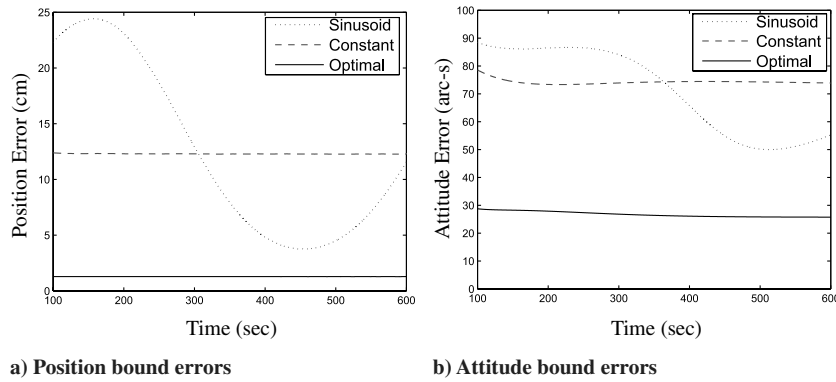 Position Error (cm)
25
20
15
10
5
0
100 200 300 400 500 600
Time (sec)
Sinusoid
Constant
Optimal
a) Position bound errors
Attitude Error (arc-s)
100
90
80
70
60
50
40
30
20
10
0
100 200 300 400 500 600
Time (sec)
Sinusoid
Constant
Optimal
b) Attitude bound errors